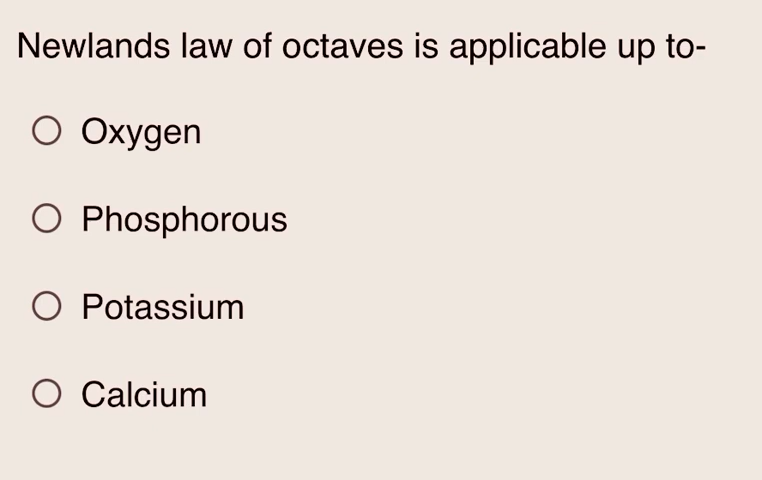 Newlands law of octaves is applicable up to-
Oxygen
Phosphorous
Potassium
Calcium